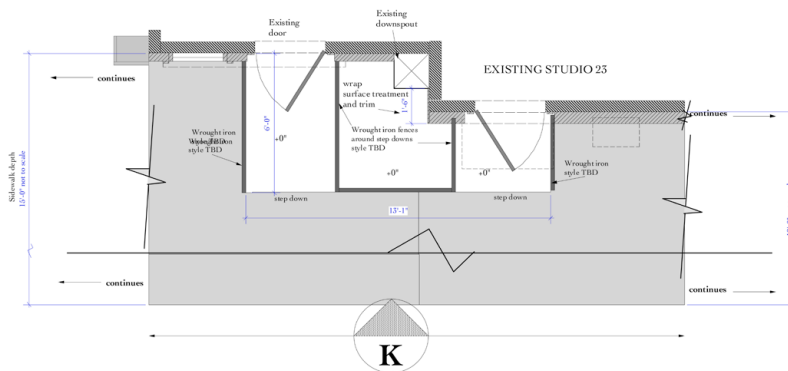 Existing
door
Existing
downspout
EXISTING STUDIO 23
continues
wrap
surface treatment
and trim
1'-6"
continues
6'-0"
Wrought iron
style TBD
Wrought iron fences
around step downs
style TBD
+0"
+0"
+0"
Wrought iron
style TBD
Sidewalk depth
15'-0" not to scale
step down
step down
13'-1"
continues
continues
K